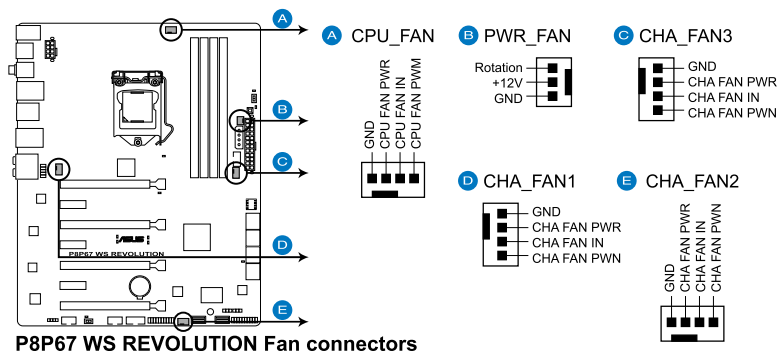 A
B
C
D
E
/SUS
P8P67 WS REVOLUTION
A CPU_FAN
GND
CPU FAN PWR
CPU FAN IN
CPU FAN PWM
B PWR_FAN
Rotation
+12V
GND
C CHA_FAN3
GND
CHA FAN PWR
CHA FAN IN
CHA FAN PWN
D CHA_FAN1
GND
CHA FAN PWR
CHA FAN IN
CHA FAN PWN
E CHA_FAN2
GND
CHA FAN PWR
CHA FAN IN
CHA FAN PWN
P8P67 WS REVOLUTION Fan connectors